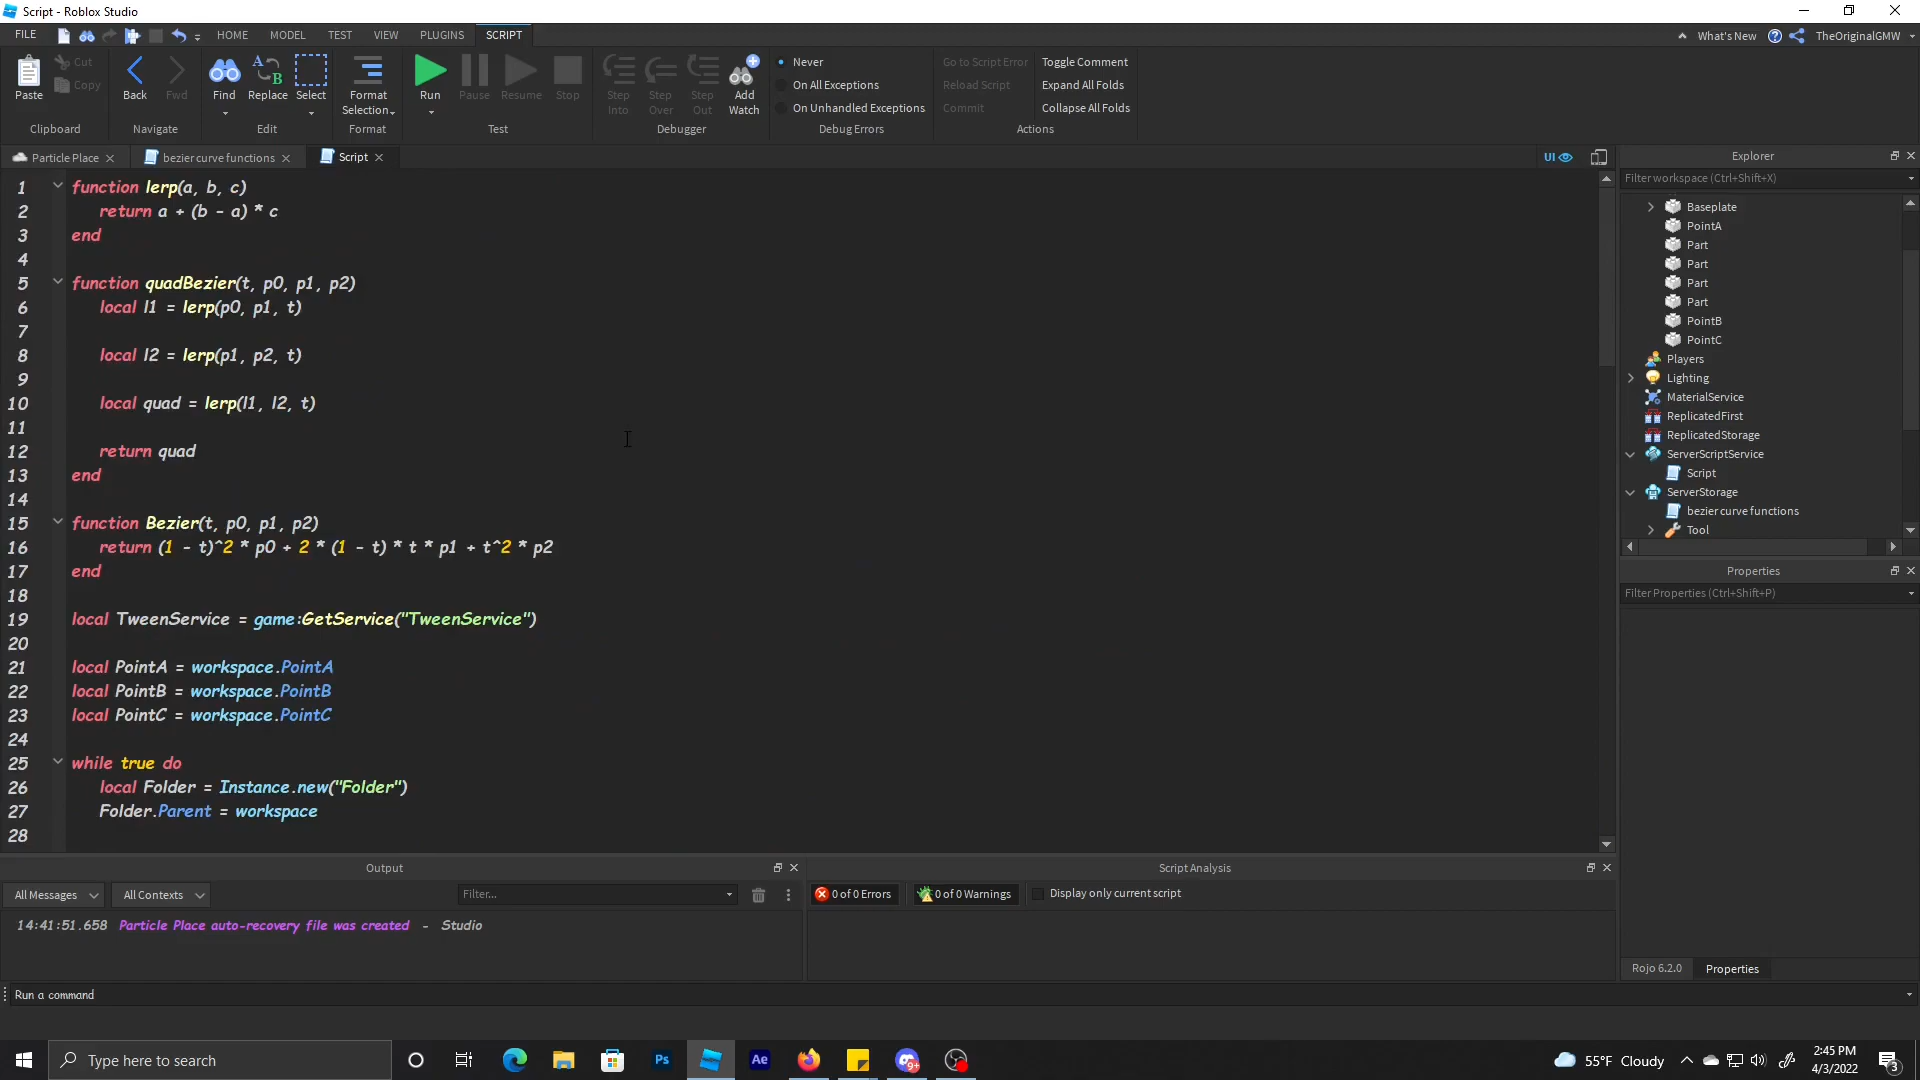 Script - Roblox Studio
FILE HOME MODEL TEST VIEW PLUGINS SCRIPT What's New TheOriginalGMW
Paste Cut Copy Clipboard
Back Fwd Navigate
Find Replace Select Edit
A B
Format Selection Format
Run Pause Resume Stop Test
Step Into Step Over Step Out Add Watch Debugger
Never
On All Exceptions
On Unhandled Exceptions
Debug Errors
Go to Script Error Toggle Comment
Reload Script Expand All Folds
Commit Collapse All Folds
Actions
Particle Place bezier curve functions Script UI
1 function lerp(a, b, c)
2 return a + (b - a) * c
3 end
4
5 function quadBezier(t, p0, p1, p2)
6 local l1 = lerp(p0, p1, t)
7
8 local l2 = lerp(p1, p2, t)
9
10 local quad = lerp(l1, l2, t)
11
12 return quad
13 end
14
15 function Bezier(t, p0, p1, p2)
16 return (1 - t)^2 * p0 + 2 * (1 - t) * t * p1 + t^2 * p2
17 end
18
19 local TweenService = game:GetService("TweenService")
20
21 local PointA = workspace.PointA
22 local PointB = workspace.PointB
23 local PointC = workspace.PointC
24
25 while true do
26 local Folder = Instance.new("Folder")
27 Folder.Parent = workspace
28
Explorer
Filter workspace (Ctrl+Shift+X)
Baseplate
PointA
Part
Part
Part
Part
PointB
PointC
Players
Lighting
MaterialService
ReplicatedFirst
ReplicatedStorage
ServerScriptService
Script
ServerStorage
bezier curve functions
Tool
Properties
Filter Properties (Ctrl+Shift+P)
Rojo 6.2.0 Properties
Output
All Messages All Contexts Filter...
14:41:51.658 Particle Place auto-recovery file was created - Studio
Script Analysis
0 of 0 Errors 0 of 0 Warnings Display only current script
Run a command
Type here to search
Ps Ae 9+
55°F Cloudy
2:45 PM
4/3/2022
3